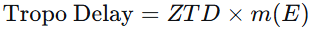 Tropo Delay = ZTD × m(E)